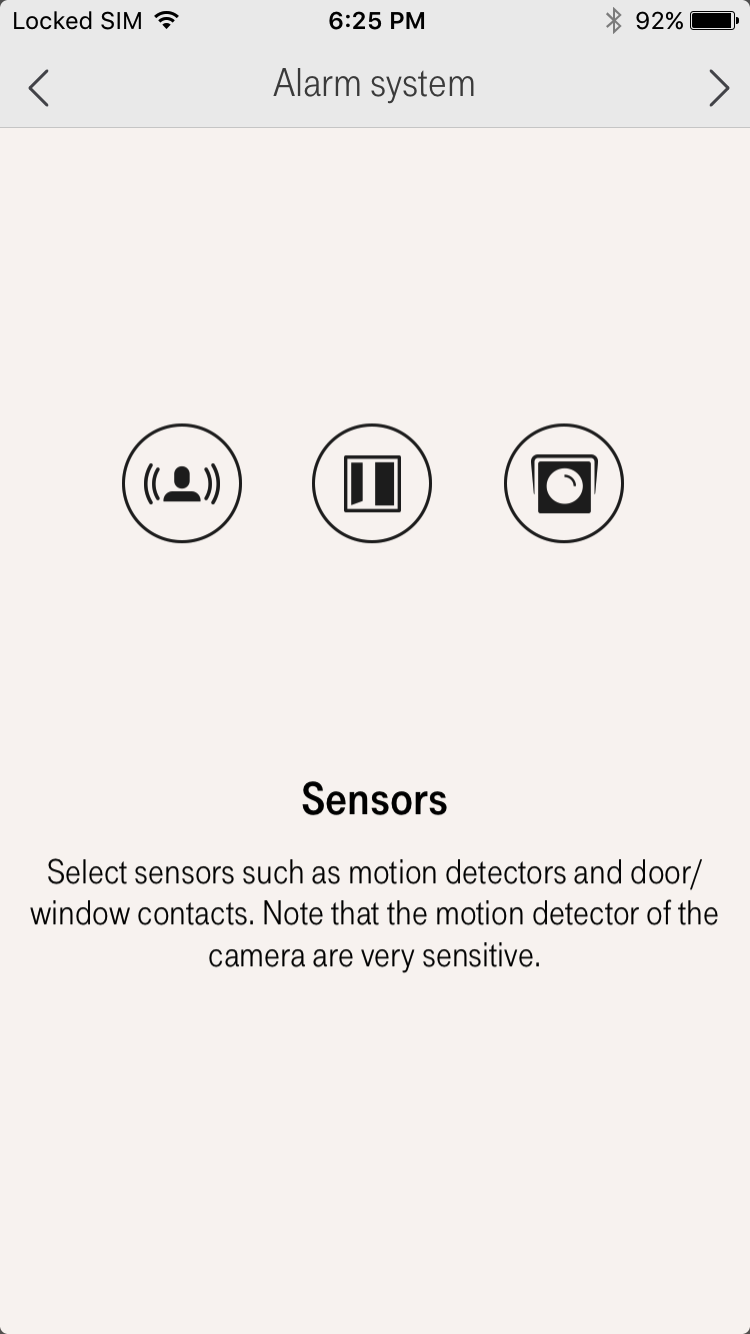 Locked SIM 6:25 PM 92%
Alarm system
Sensors
Select sensors such as motion detectors and door/
window contacts. Note that the motion detector of the
camera are very sensitive.